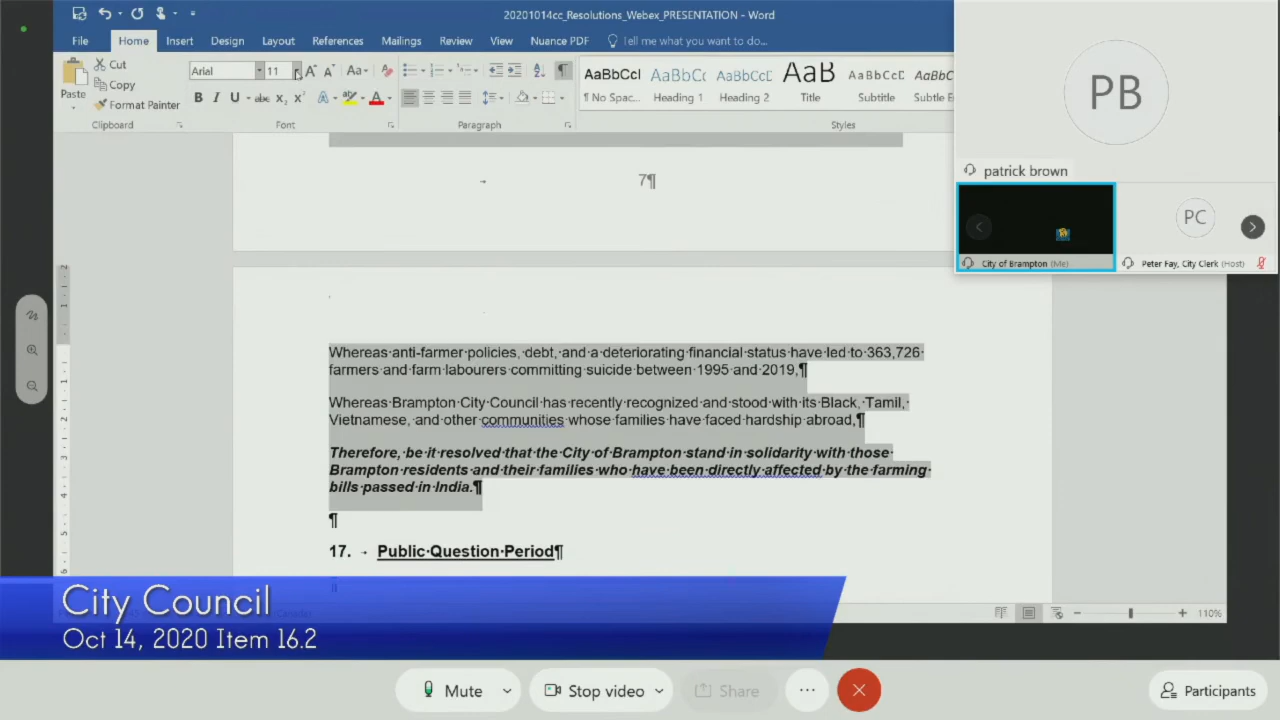 20201014cc_Resolutions_Webex_PRESENTATION - Word
File Home Insert Design Layout References Mailings Review View Nuance PDF Tell me what you want to do...
Paste
Cut
Copy
Format Painter
Clipboard
Arial 11
Font
Paragraph
AaBbCcI ¶ No Spac...
AaBbCc Heading 1
AaBbCc Heading 2
AaB Title
AaBbCc Subtitle
AaBbC Subtle E
Styles
PB
patrick brown
PC
City of Brampton (Me)
Peter Fay, City Clerk (Host)
7¶
Whereas anti-farmer policies, debt, and a deteriorating financial status have led to 363,726
farmers and farm labourers committing suicide between 1995 and 2019,¶
Whereas Brampton City Council has recently recognized and stood with its Black, Tamil,
Vietnamese, and other communities whose families have faced hardship abroad,¶
Therefore, be it resolved that the City of Brampton stand in solidarity with those
Brampton residents and their families who have been directly affected by the farming
bills passed in India.¶
¶
17. → Public Question Period¶
110%
City Council
Oct 14, 2020 Item 16.2
Mute
Stop video
Share
Participants